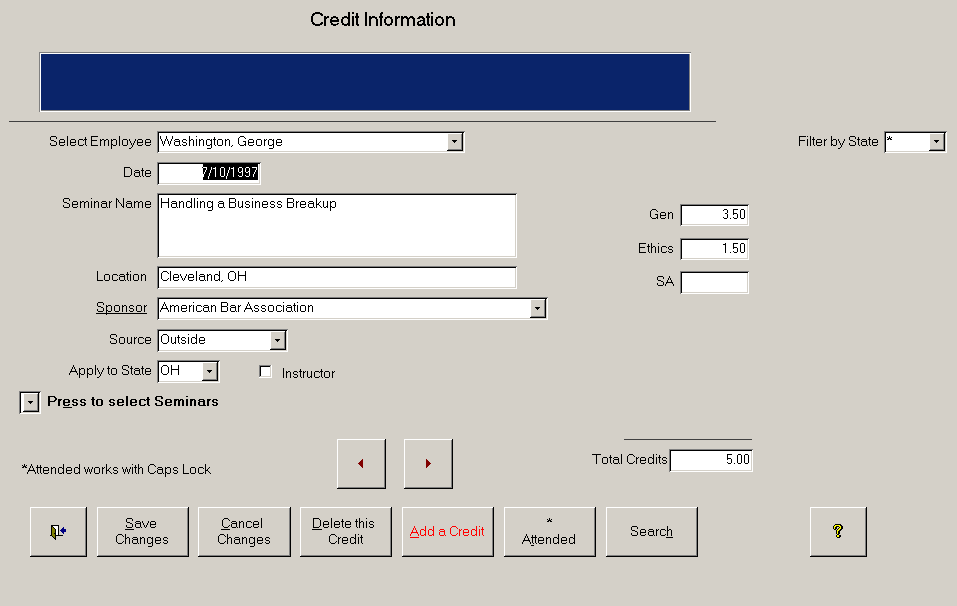 Credit Information
Select Employee Washington, George Filter by State *
Date 7/10/1997
Seminar Name Handling a Business Breakup
Gen 3.50
Ethics 1.50
Location Cleveland, OH SA
Sponsor American Bar Association
Source Outside
Apply to State OH Instructor
Press to select Seminars
*Attended works with Caps Lock
Total Credits 5.00
Save Changes
Cancel Changes
Delete this Credit
Add a Credit
* Attended
Search
?